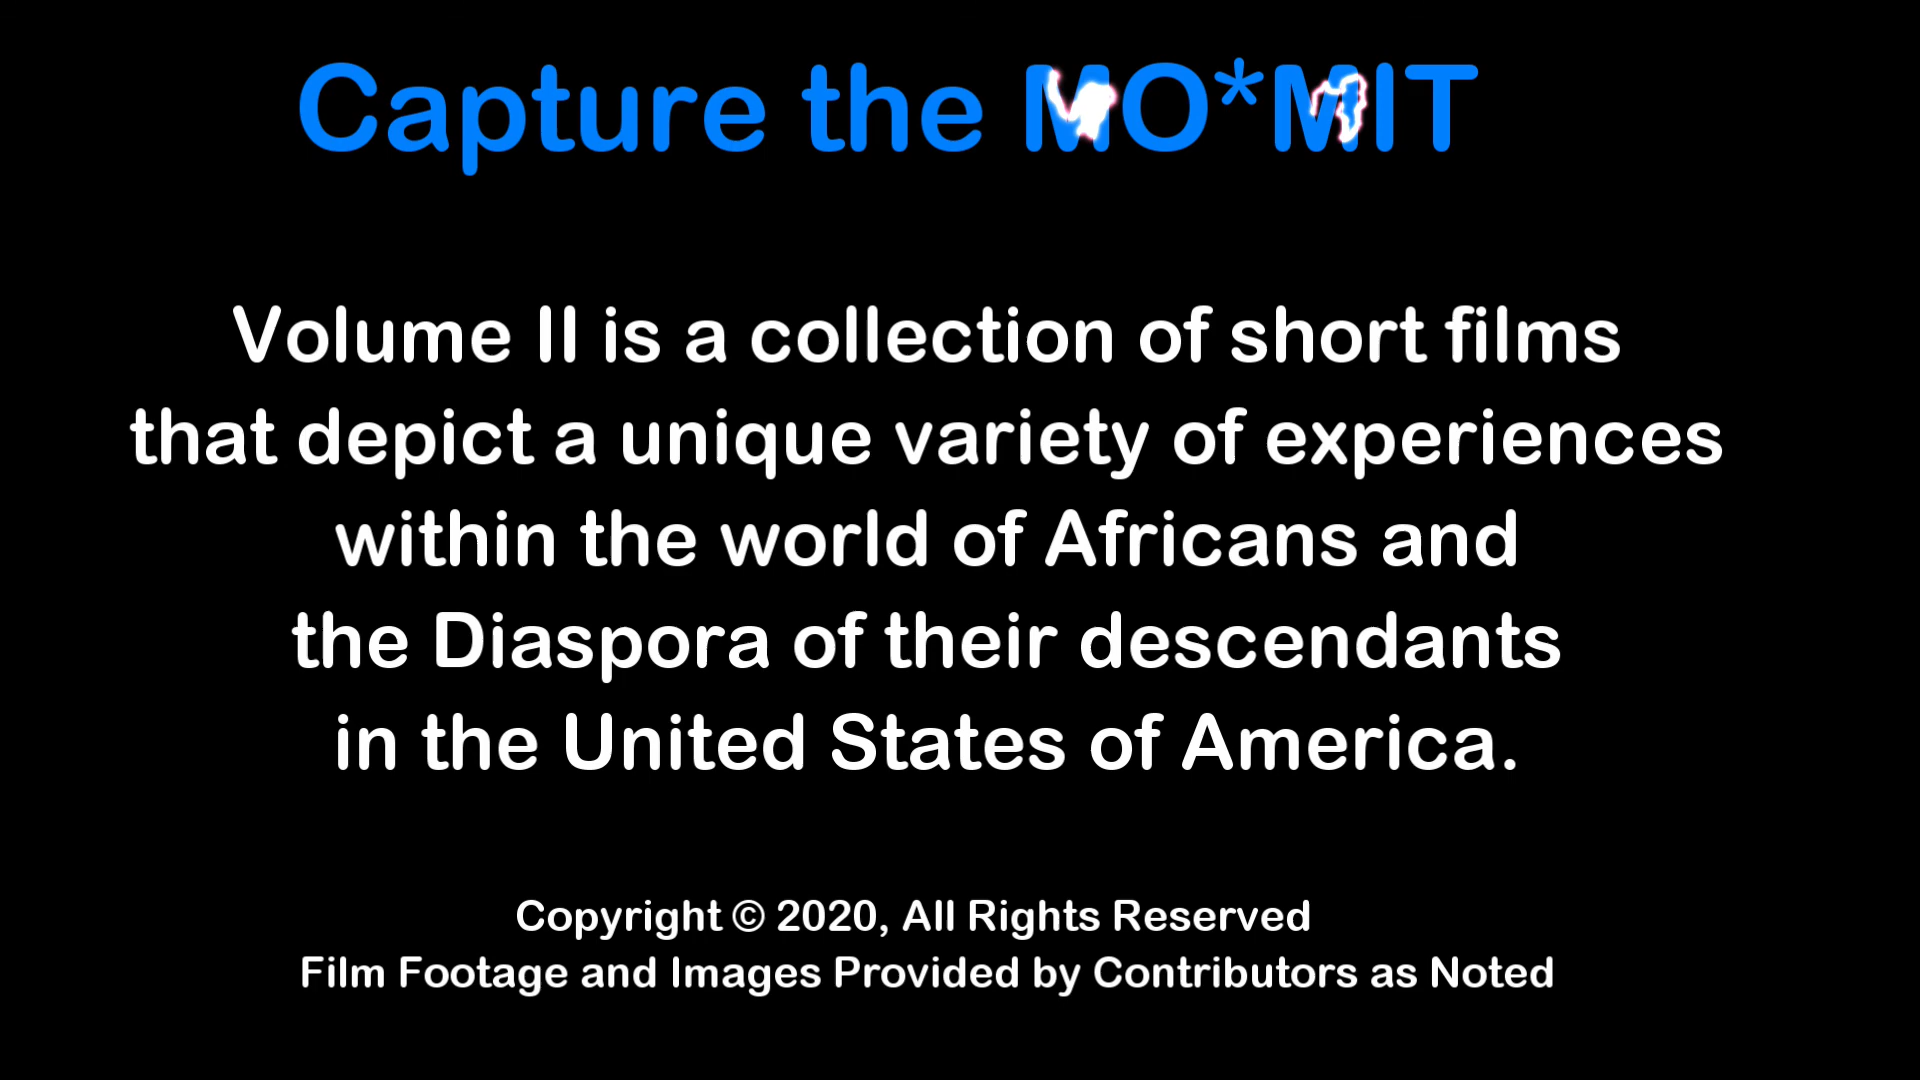 Capture the MO*MIT
Volume II is a collection of short films
that depict a unique variety of experiences
within the world of Africans and
the Diaspora of their descendants
in the United States of America.
Copyright © 2020, All Rights Reserved
Film Footage and Images Provided by Contributors as Noted